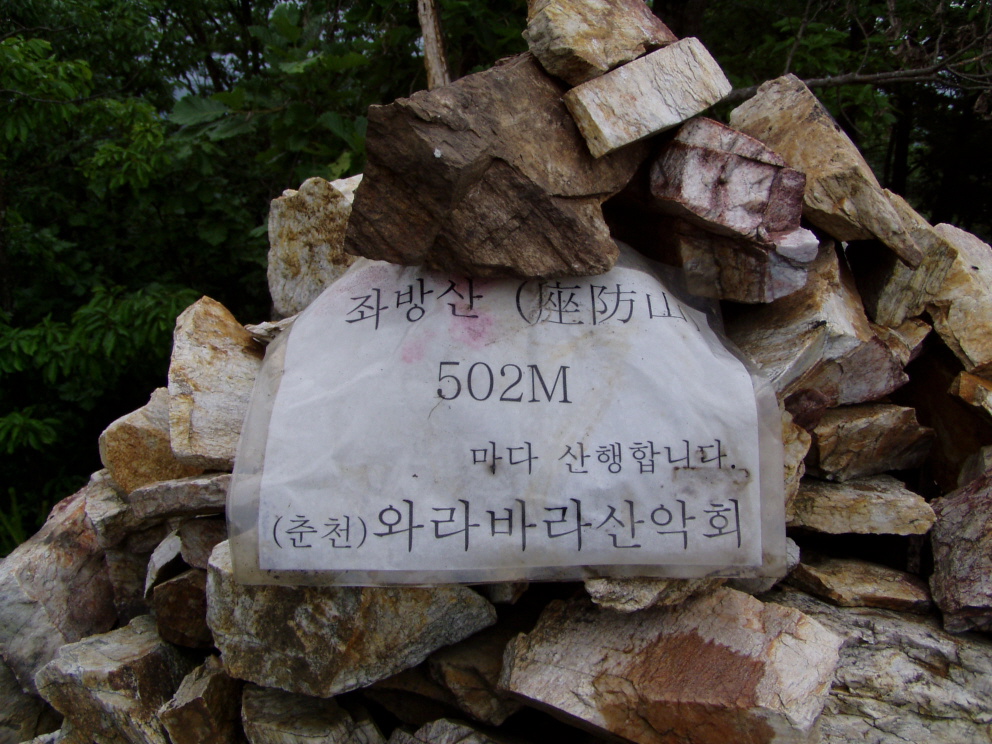 좌방산 (座防山
502M
마다 산행합니다.
(춘천)와라바라산악회